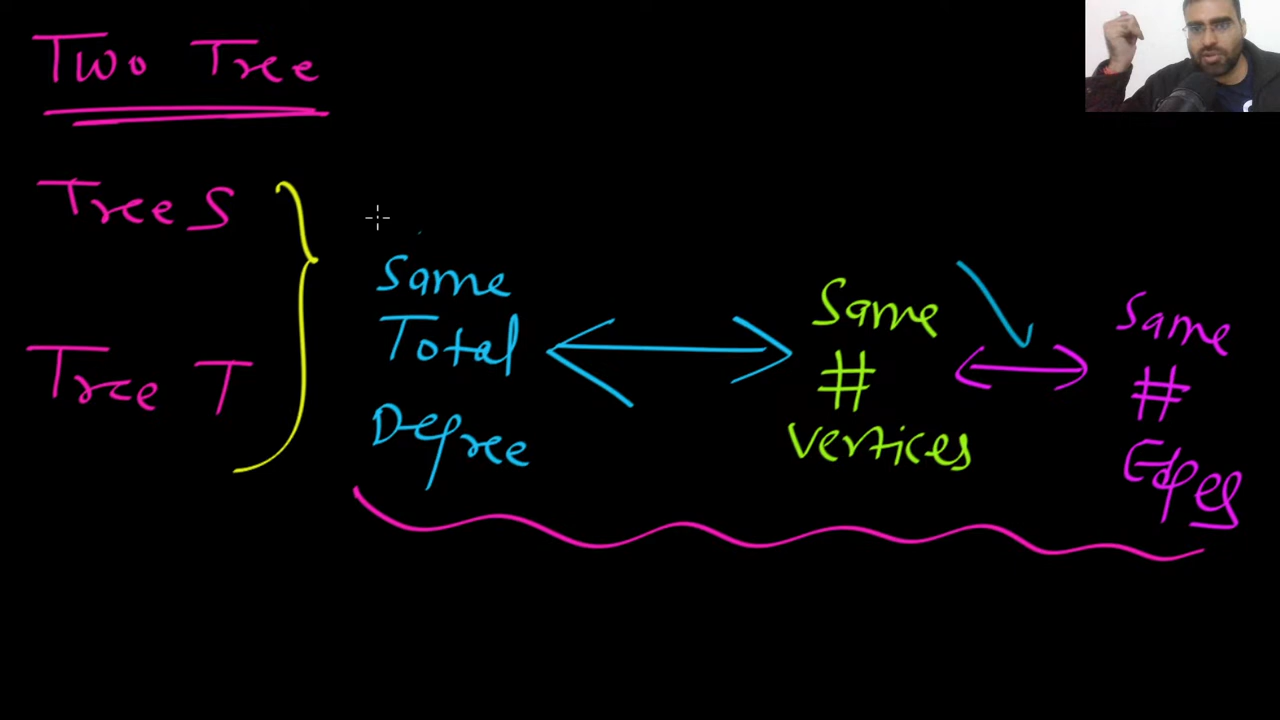 Two Tree
Tree S
Tree T
Same
Total
Degree
Same
#
vertices
Same
#
Edges